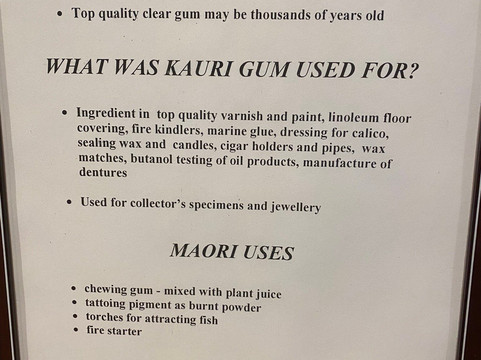 • Top quality clear gum may be thousands of years old
WHAT WAS KAURI GUM USED FOR?
• Ingredient in top quality varnish and paint, linoleum floor
covering, fire kindlers, marine glue, dressing for calico,
sealing wax and candles, cigar holders and pipes, wax
matches, butanol testing of oil products, manufacture of
dentures
• Used for collector's specimens and jewellery
MAORI USES
• chewing gum - mixed with plant juice
• tattoing pigment as burnt powder
• torches for attracting fish
• fire starter